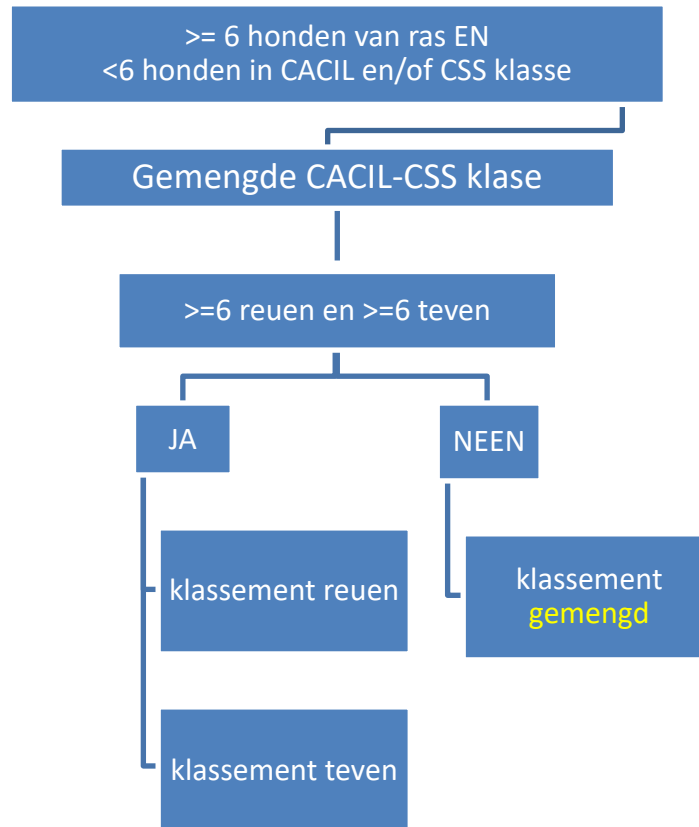 >= 6 honden van ras EN
<6 honden in CACIL en/of CSS klasse
Gemengde CACIL-CSS klase
>=6 reuen en >=6 teven
JA
NEEN
klassement reuen
klassement
gemengd
klassement teven